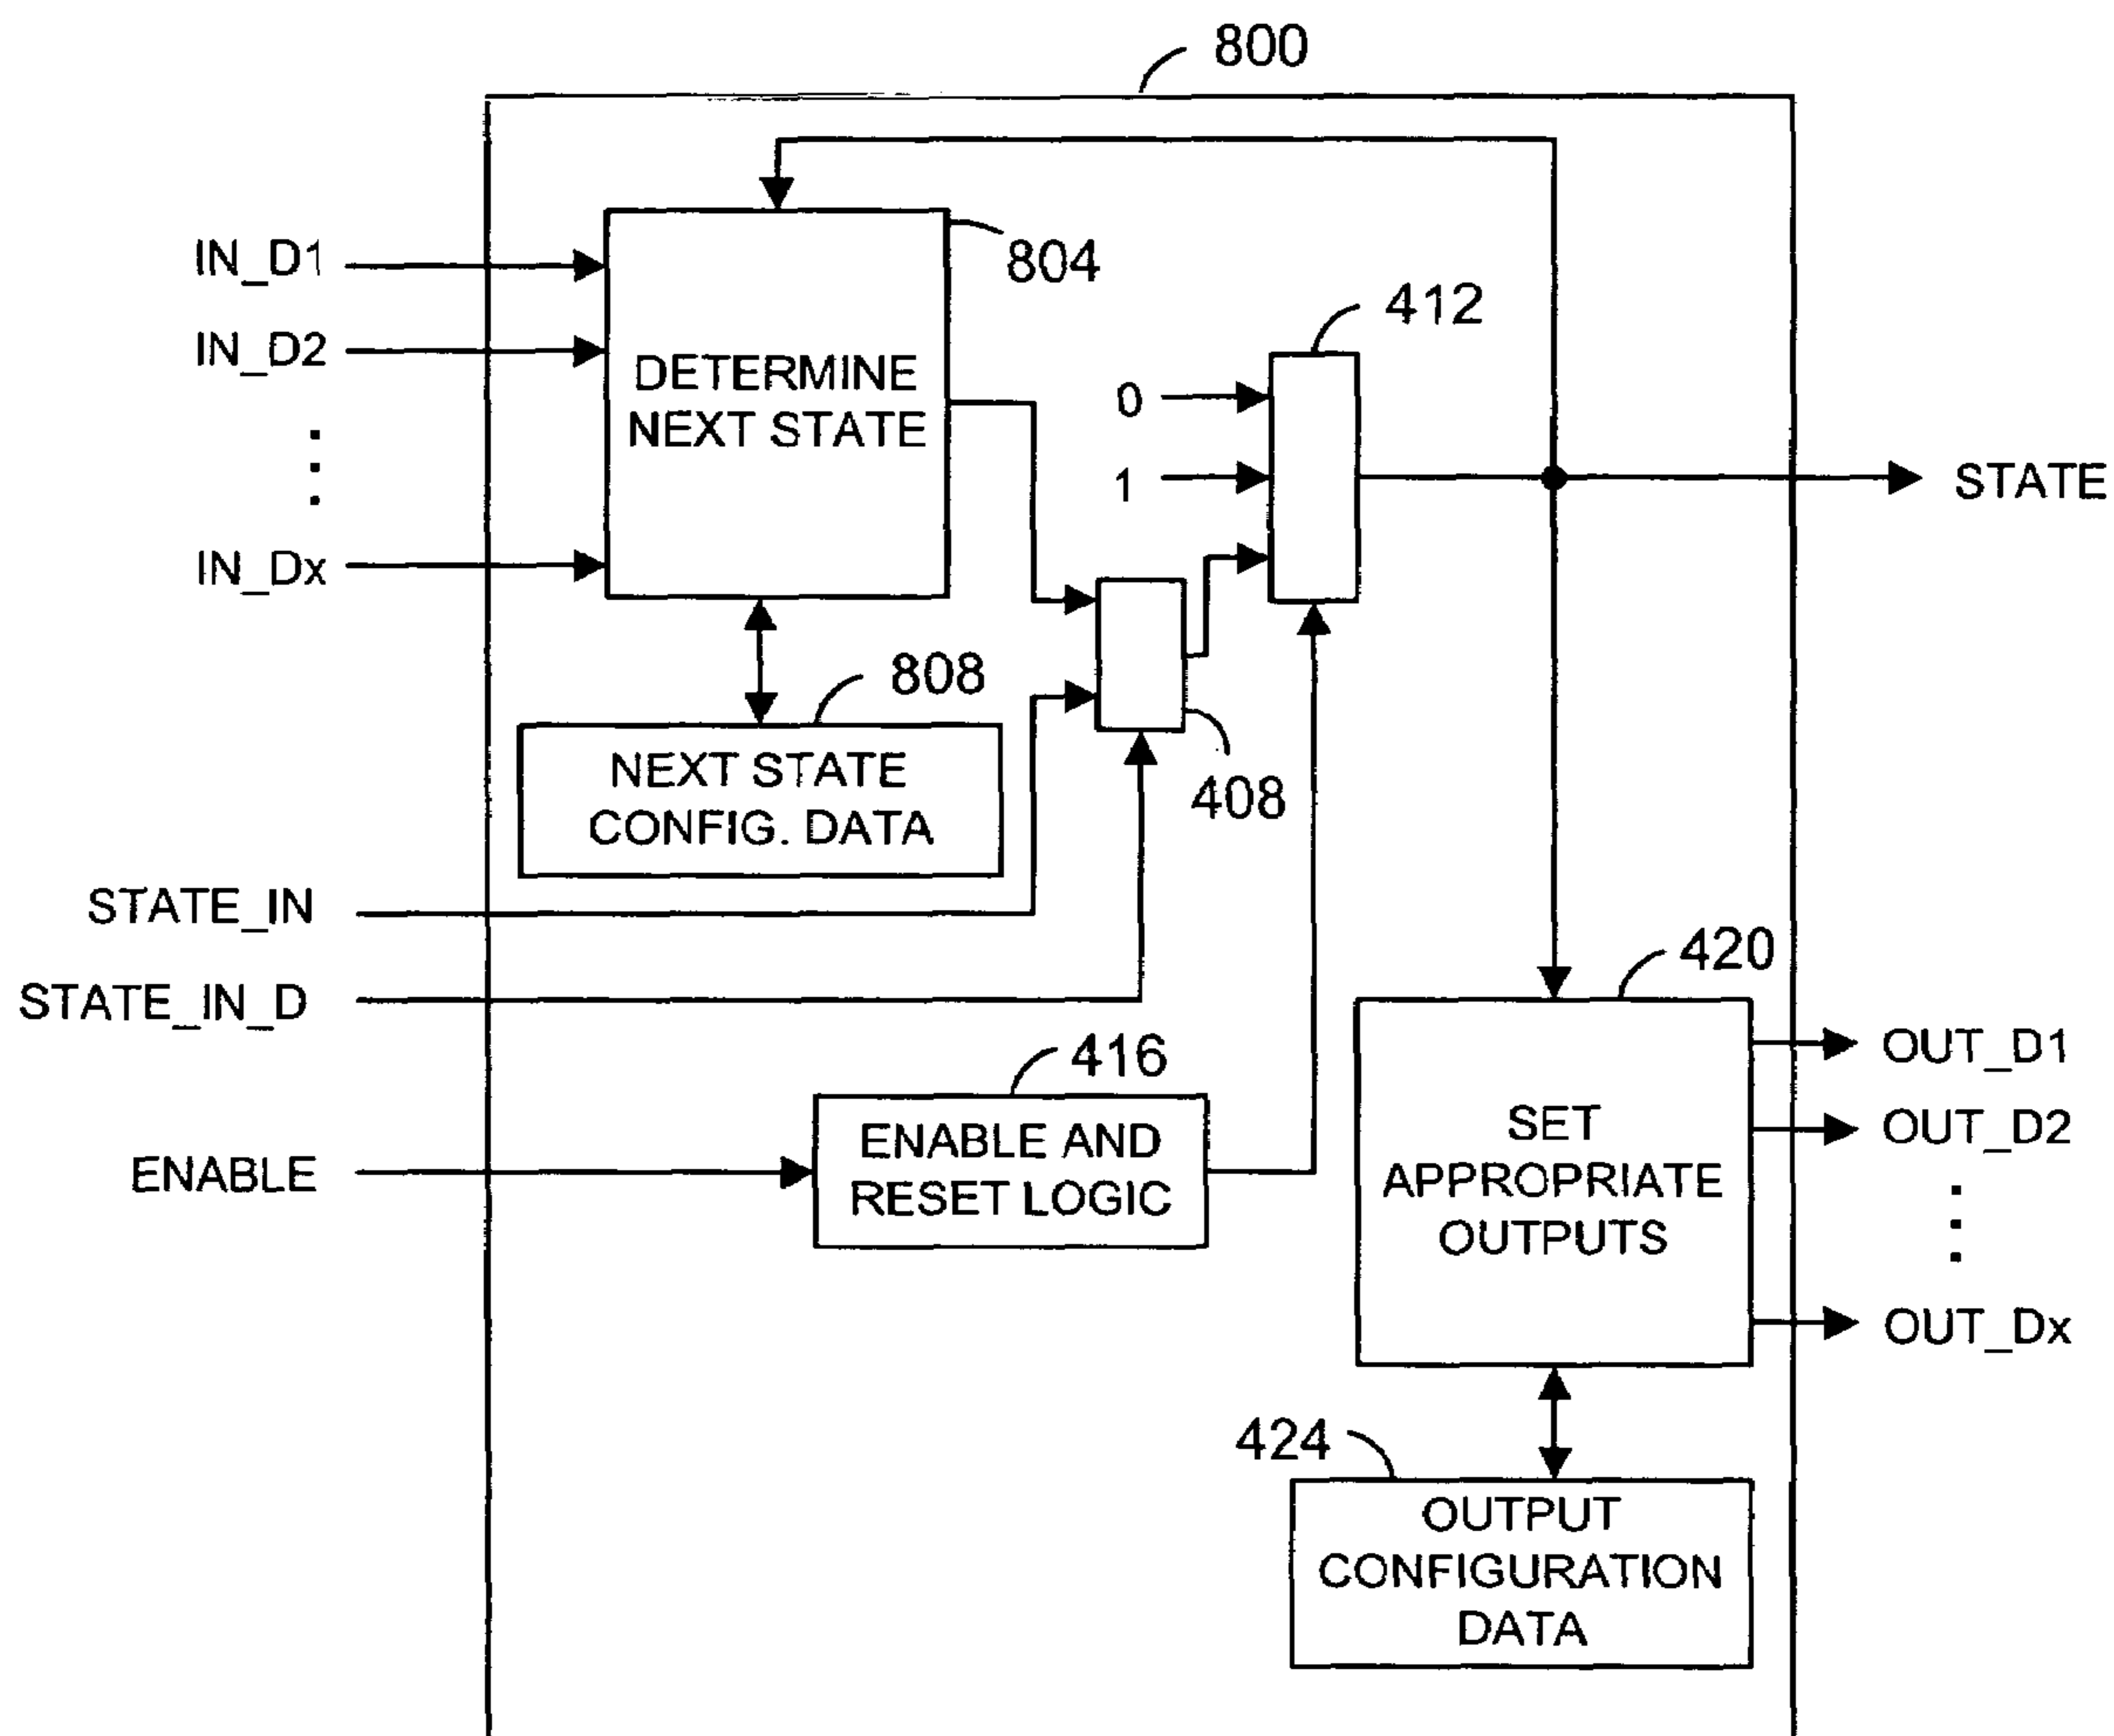 800
IN_D1
IN_D2
IN_Dx
DETERMINE
NEXT STATE
804
412
0
1
STATE
808
NEXT STATE
CONFIG. DATA
408
STATE_IN
STATE_IN_D
ENABLE
416
ENABLE AND
RESET LOGIC
420
SET
APPROPRIATE
OUTPUTS
OUT_D1
OUT_D2
OUT_Dx
424
OUTPUT
CONFIGURATION
DATA